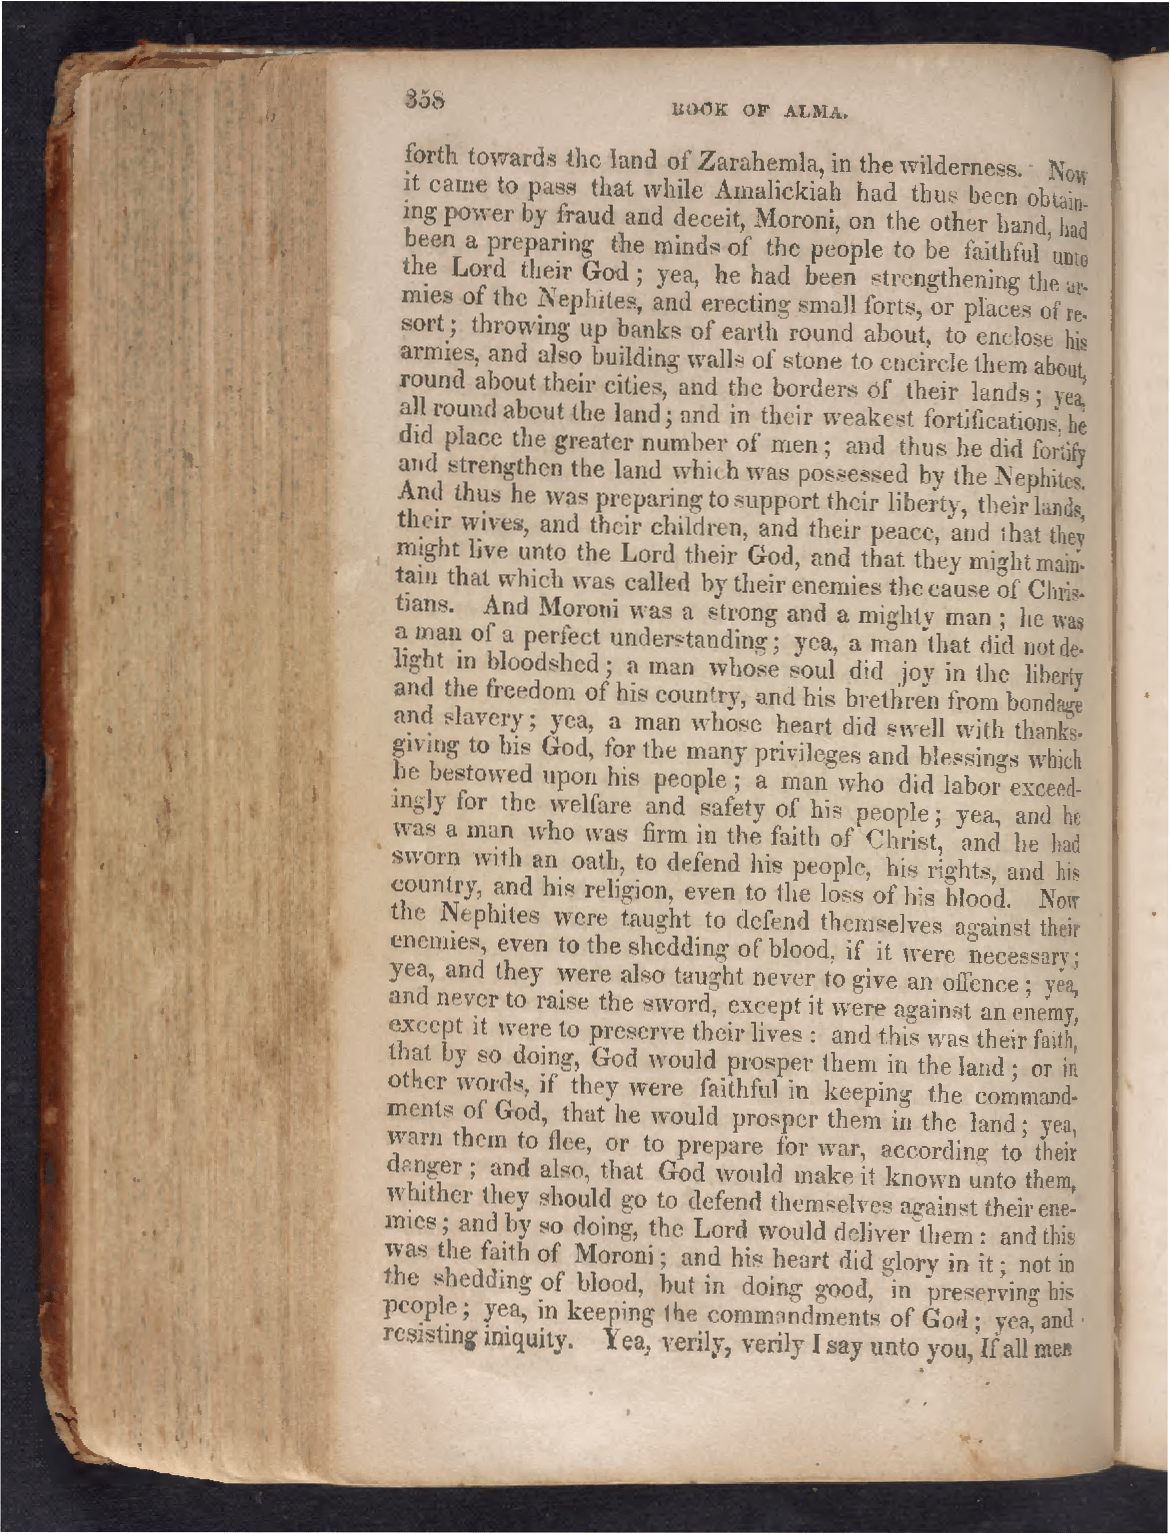 358
BOOK OF ALMA.
forth towards the land of Zarahemla, in the wilderness. Now
it came to pass that while Amalickiah had thus been obtain-
ing power by fraud and deceit, Moroni, on the other hand, had
been a preparing the minds of the people to be faithful unto
the Lord their God; yea, he had been strengthening the ar-
mies of the Nephites, and erecting small forts, or places of re-
sort; throwing up banks of earth round about, to enclose his
armies, and also building walls of stone to encircle them about,
round about their cities, and the borders of their lands; yea,
all round about the land; and in their weakest fortifications, he
did place the greater number of men; and thus he did fortify
and strengthen the land which was possessed by the Nephites.
And thus he was preparing to support their liberty, their lands,
their wives, and their children, and their peace, and that they
might live unto the Lord their God, and that they might main-
tain that which was called by their enemies the cause of Chris-
tians. And Moroni was a strong and a mighty man; he was
a man of a perfect understanding; yea, a man that did not de-
light in bloodshed; a man whose soul did joy in the liberty
and the freedom of his country, and his brethren from bondage
and slavery; yea, a man whose heart did swell with thanks-
giving to his God, for the many privileges and blessings which
he bestowed upon his people; a man who did labor exceed-
ingly for the welfare and safety of his people; yea, and he
was a man who was firm in the faith of Christ, and he had
sworn with an oath, to defend his people, his rights, and his
country, and his religion, even to the loss of his blood. Now
the Nephites were taught to defend themselves against their
enemies, even to the shedding of blood, if it were necessary;
yea, and they were also taught never to give an offence; yea,
and never to raise the sword, except it were against an enemy,
except it were to preserve their lives: and this was their faith,
that by so doing, God would prosper them in the land; or in
other words, if they were faithful in keeping the command-
ments of God, that he would prosper them in the land; yea,
warn them to flee, or to prepare for war, according to their
danger; and also, that God would make it known unto them,
whither they should go to defend themselves against their ene-
mies; and by so doing, the Lord would deliver them: and this
was the faith of Moroni; and his heart did glory in it; not in
the shedding of blood, but in doing good, in preserving his
people; yea, in keeping the commandments of God; yea, and
resisting iniquity. Yea, verily, verily I say unto you, If all men